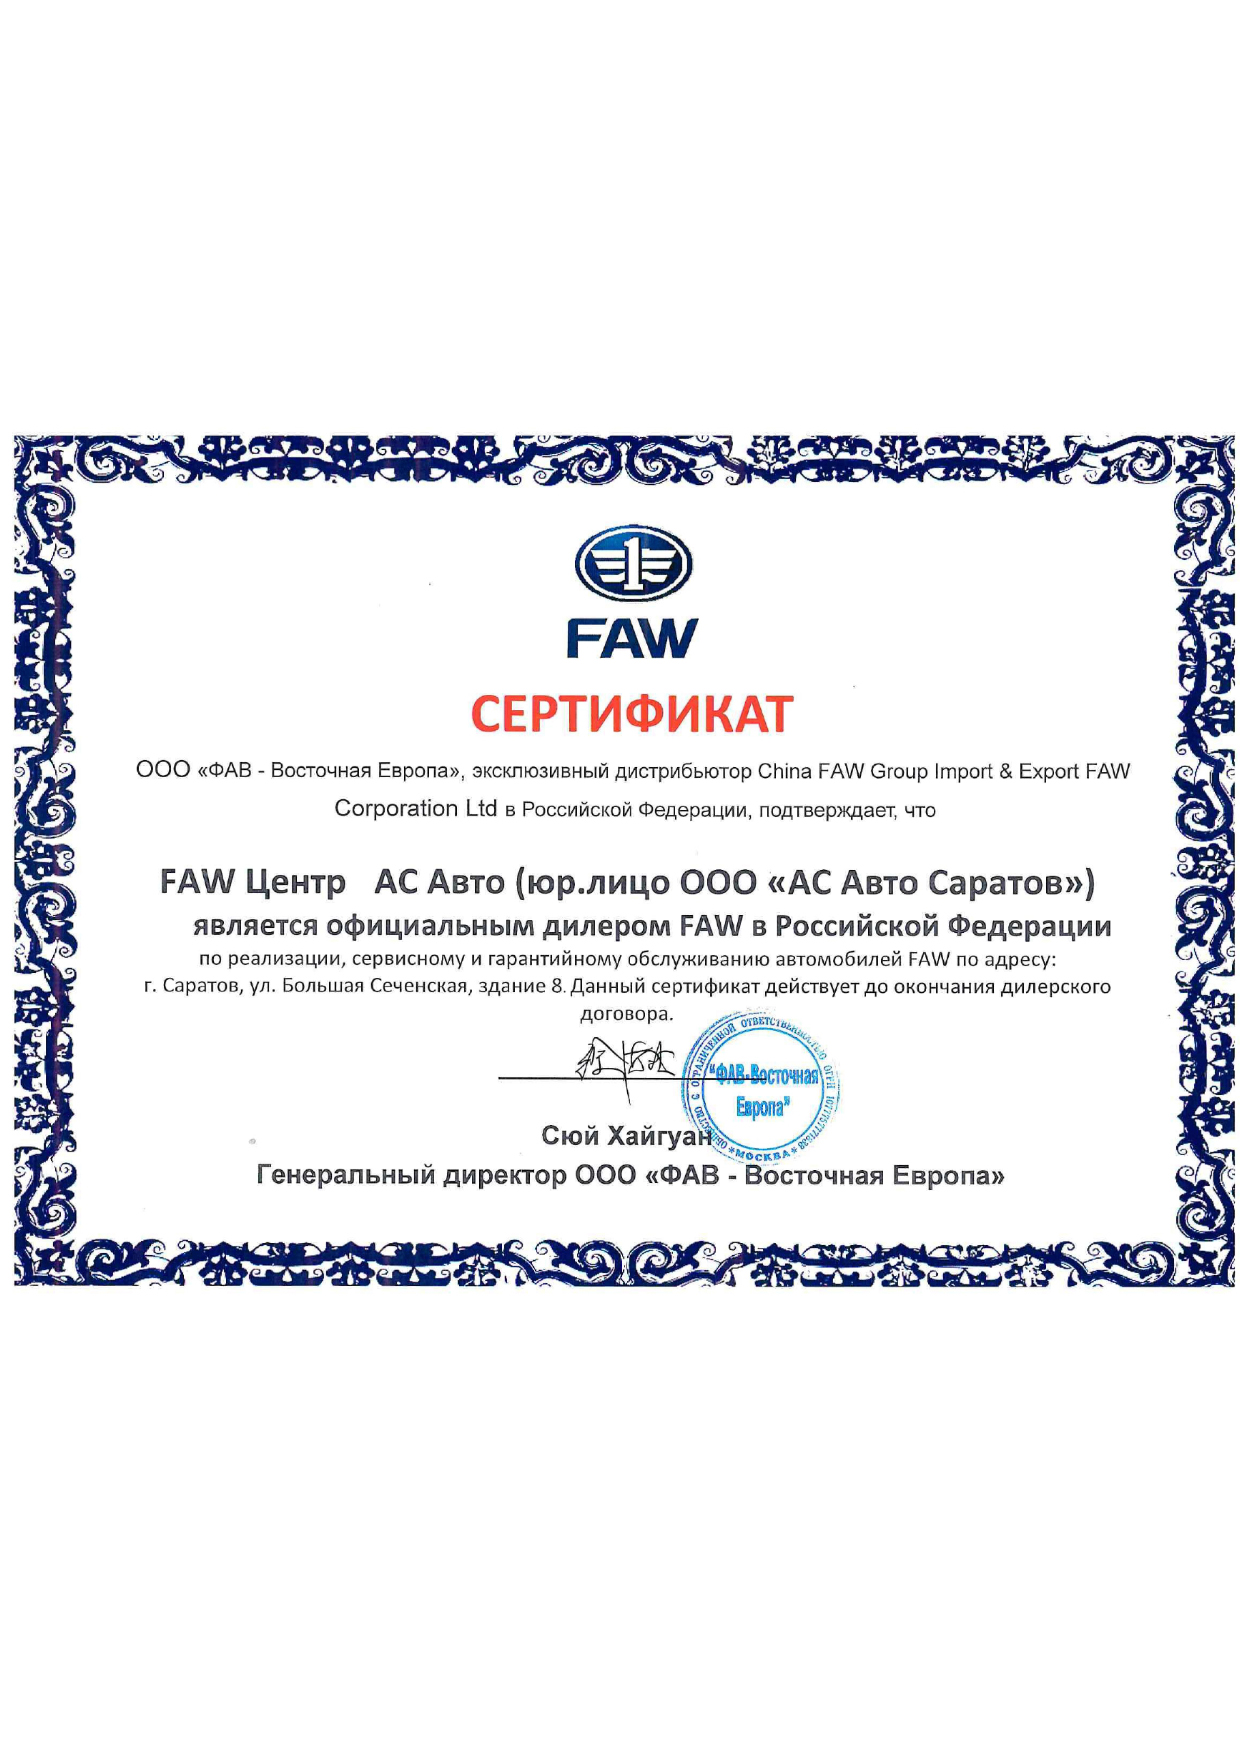 FAW
СЕРТИФИКАТ
ООО «ФАВ - Восточная Европа», эксклюзивный дистрибьютор China FAW Group Import & Export FAW
Corporation Ltd в Российской Федерации, подтверждает, что
FAW Центр АС Авто (юр.лицо ООО «АС Авто Саратов»)
является официальным дилером FAW в Российской Федерации
по реализации, сервисному и гарантийному обслуживанию автомобилей FAW по адресу:
г. Саратов, ул. Большая Сеченская, здание 8. Данный сертификат действует до окончания дилерского
договора.
ОБЩЕСТВО С ОГРАНИЧЕННОЙ ОТВЕТСТВЕННОСТЬЮ ОГРН
"ФАВ-Восточная
Европа"
*МОСКВА*
Сюй Хайгуан
Генеральный директор ООО «ФАВ - Восточная Европа»